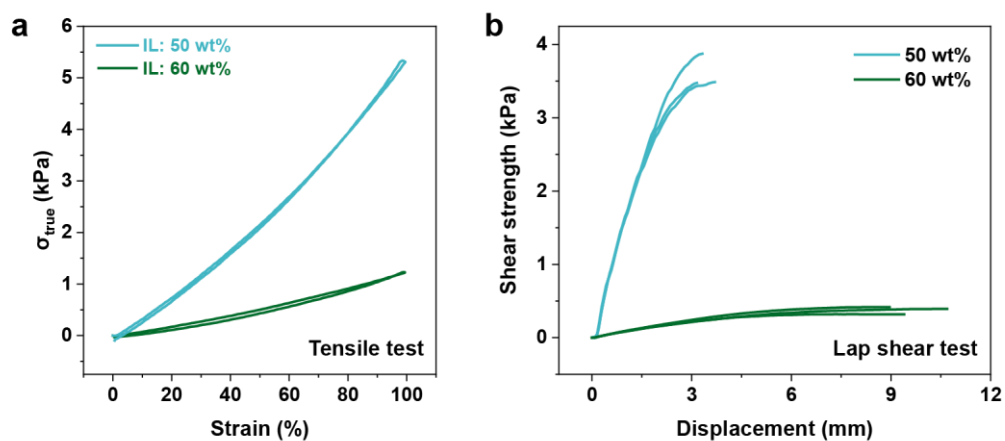 a
IL: 50 wt%
IL: 60 wt%
6
5
4
3
2
1
0
σtrue (kPa)
0 20 40 60 80 100
Strain (%)
Tensile test
b
50 wt%
60 wt%
4
3
2
1
0
Shear strength (kPa)
0 3 6 9 12
Displacement (mm)
Lap shear test